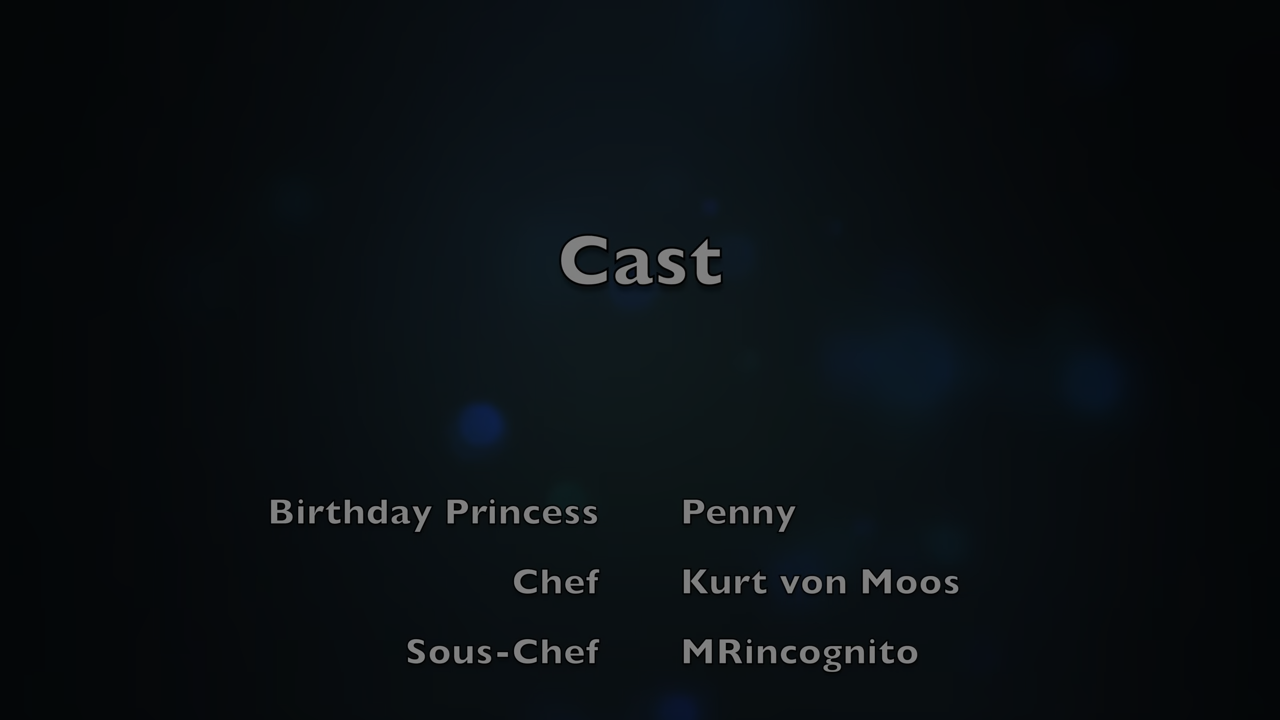 Cast
Birthday Princess Penny
Chef Kurt von Moos
Sous-Chef MRincognito